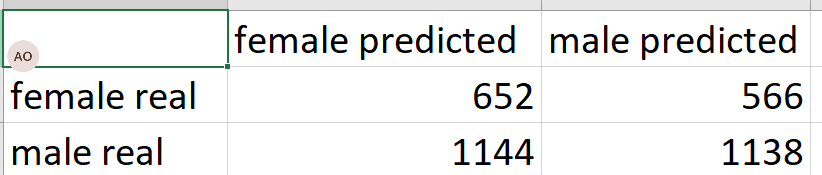 AO female predicted male predicted
female real 652 566
male real 1144 1138